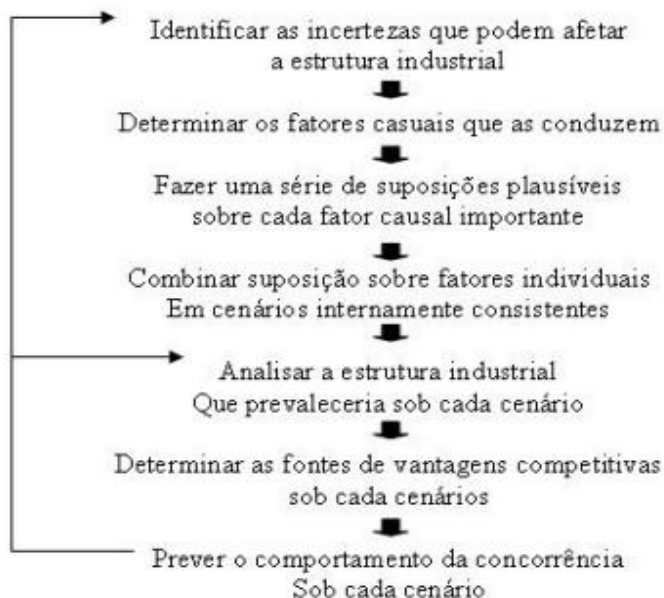 Identificar as incertezas que podem afetar
a estrutura industrial
Determinar os fatores casuais que as conduzem
Fazer uma série de suposições plausíveis
sobre cada fator causal importante
Combinar suposição sobre fatores individuais
Em cenários internamente consistentes
Analisar a estrutura industrial
Que prevaleceria sob cada cenário
Determinar as fontes de vantagens competitivas
sob cada cenários
Prever o comportamento da concorrência
Sob cada cenário